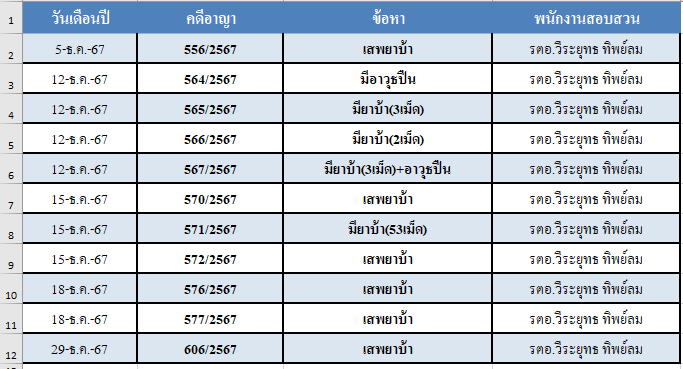 วันเดือนปี คดีอาญา ข้อหา พนักงานสอบสวน
1
2 5-ธ.ค.-67 556/2567 เสพยาบ้า รตอ.วีระยุทธ ทิพย์ลม
3 12-ธ.ค.-67 564/2567 มีอาวุธปืน รตอ.วีระยุทธ ทิพย์ลม
4 12-ธ.ค.-67 565/2567 มียาบ้า(3เม็ด) รตอ.วีระยุทธ ทิพย์ลม
5 12-ธ.ค.-67 566/2567 มียาบ้า(2เม็ด) รตอ.วีระยุทธ ทิพย์ลม
6 12-ธ.ค.-67 567/2567 มียาบ้า(3เม็ด)+อาวุธปืน รตอ.วีระยุทธ ทิพย์ลม
7 15-ธ.ค.-67 570/2567 เสพยาบ้า รตอ.วีระยุทธ ทิพย์ลม
8 15-ธ.ค.-67 571/2567 มียาบ้า(53เม็ด) รตอ.วีระยุทธ ทิพย์ลม
9 15-ธ.ค.-67 572/2567 เสพยาบ้า รตอ.วีระยุทธ ทิพย์ลม
10 18-ธ.ค.-67 576/2567 เสพยาบ้า รตอ.วีระยุทธ ทิพย์ลม
11 18-ธ.ค.-67 577/2567 เสพยาบ้า รตอ.วีระยุทธ ทิพย์ลม
12 29-ธ.ค.-67 606/2567 เสพยาบ้า รตอ.วีระยุทธ ทิพย์ลม